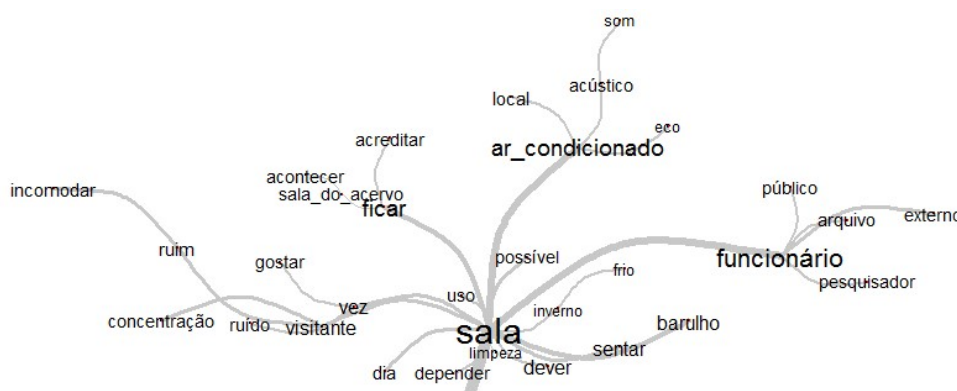 som
acústico
local
eco
acreditar
ar_condicionado
acontecer
sala_do_acervo
incomodar
público
ficar
arquivo
externo
ruim
gostar
possível
frio
funcionário
pesquisador
uso
vez
inverno
concentração
ruído
visitante
sala
barulho
limpeza
sentar
dia
depender
dever